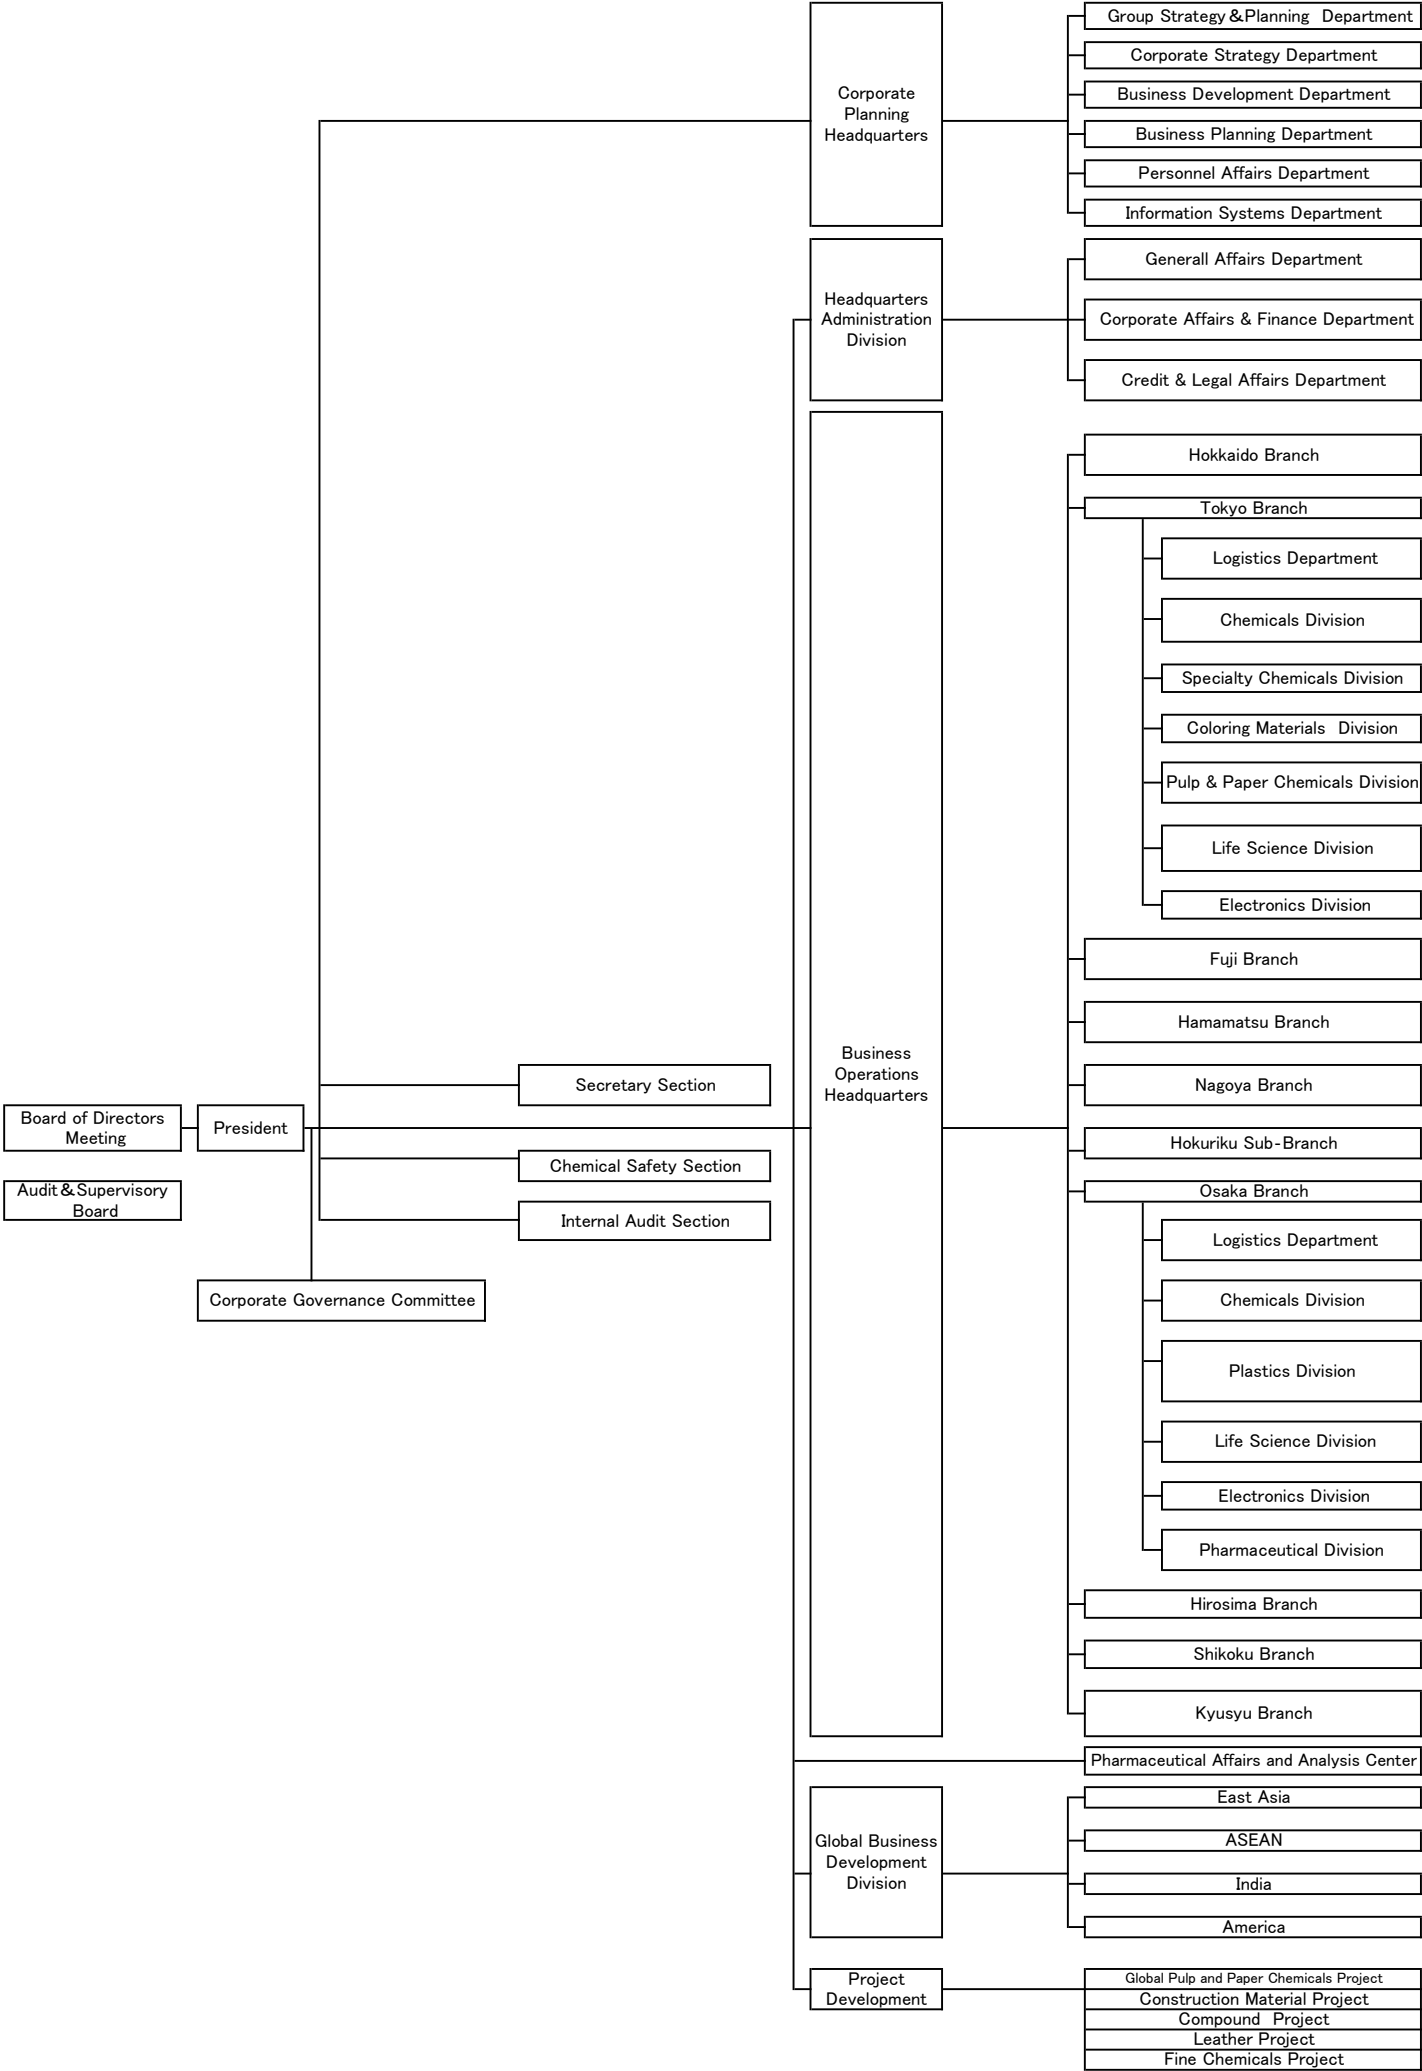 Board of Directors
Meeting
President
Audit＆Supervisory
Board
Corporate Governance Committee
Secretary Section
Chemical Safety Section
Internal Audit Section
Corporate
Planning
Headquarters
Group Strategy＆Planning  Department
Corporate Strategy Department
Business Development Department
Business Planning Department
Personnel Affairs Department
Information Systems Department
Headquarters
Administration
Division
Generall Affairs Department
Corporate Affairs & Finance Department
Credit & Legal Affairs Department
Business
Operations
Headquarters
Hokkaido Branch
Tokyo Branch
Logistics Department
Chemicals Division
Specialty Chemicals Division
Coloring Materials  Division
Pulp & Paper Chemicals Division
Life Science Division
Electronics Division
Fuji Branch
Hamamatsu Branch
Nagoya Branch
Hokuriku Sub-Branch
Osaka Branch
Logistics Department
Chemicals Division
Plastics Division
Life Science Division
Electronics Division
Pharmaceutical Division
Hirosima Branch
Shikoku Branch
Kyusyu Branch
Pharmaceutical Affairs and Analysis Center
Global Business
Development
Division
East Asia
ASEAN
India
America
Project
Development
Global Pulp and Paper Chemicals Project
Construction Material Project
Compound  Project
Leather Project
Fine Chemicals Project